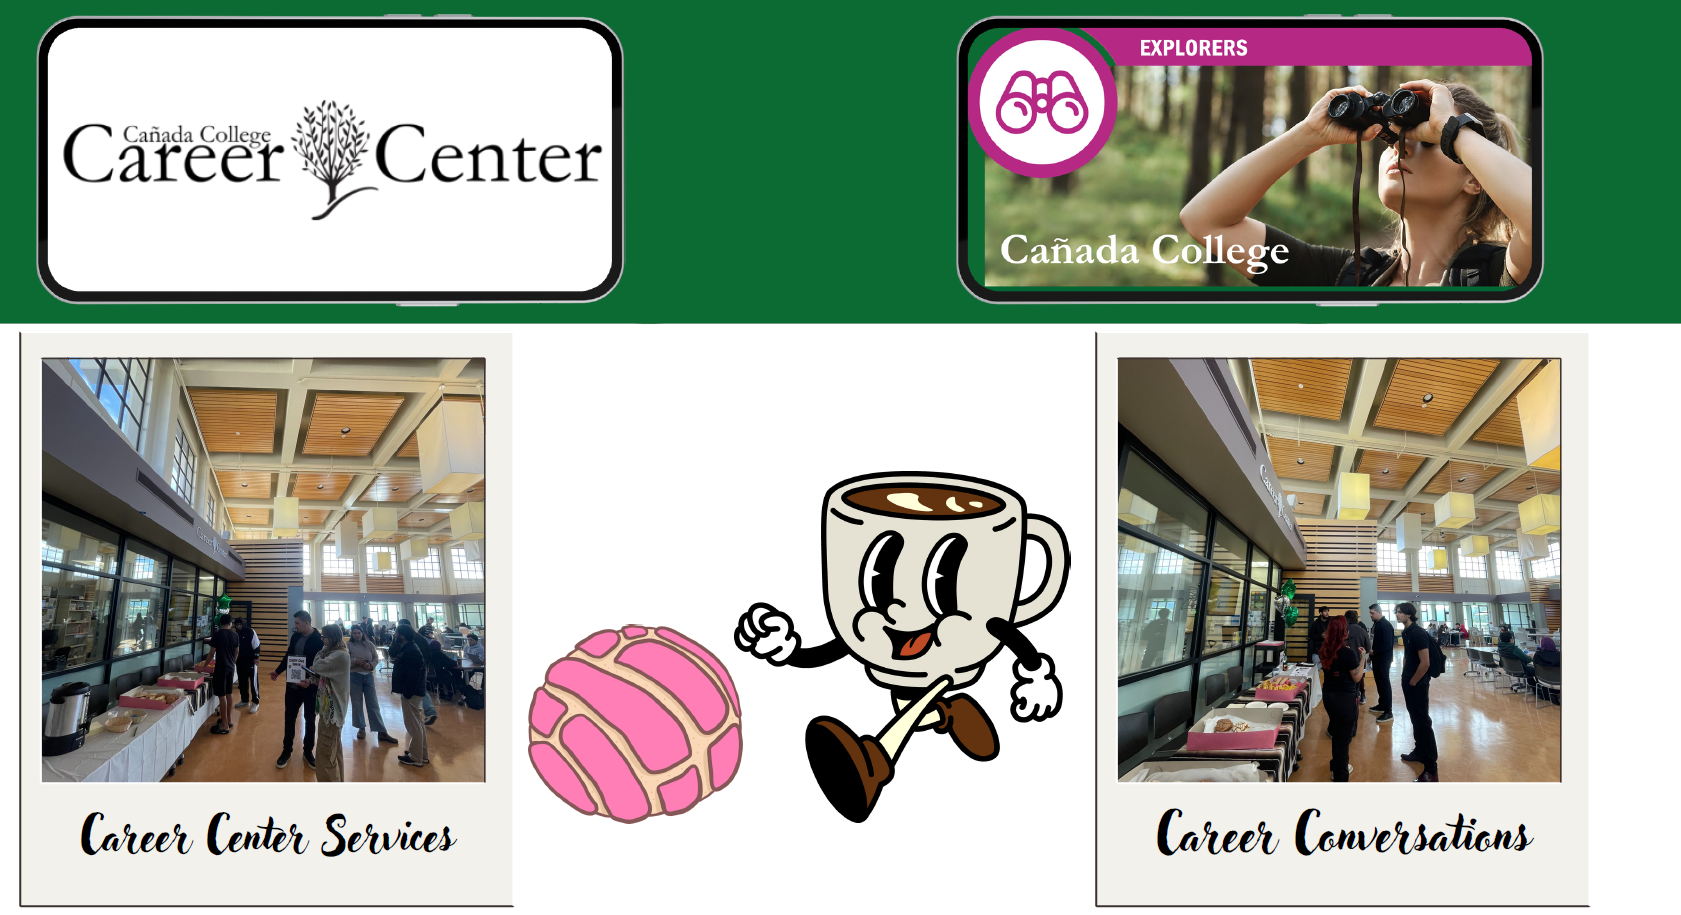 Cañada College
Career Center
EXPLORERS
Cañada College
Career Center Services
Career Conversations